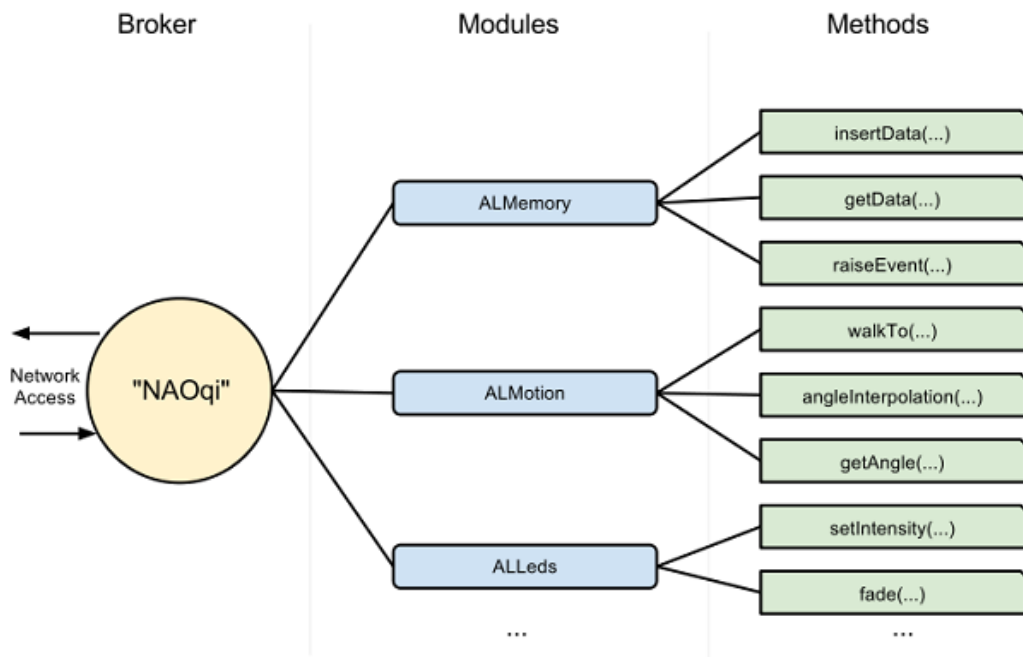 Broker
Modules
Methods
insertData(...)
ALMemory
getData(...)
raiseEvent(...)
walkTo(...)
Network
Access
"NAOqi"
ALMotion
angleInterpolation(...)
getAngle(...)
setIntensity(...)
ALLeds
fade(...)
...
...